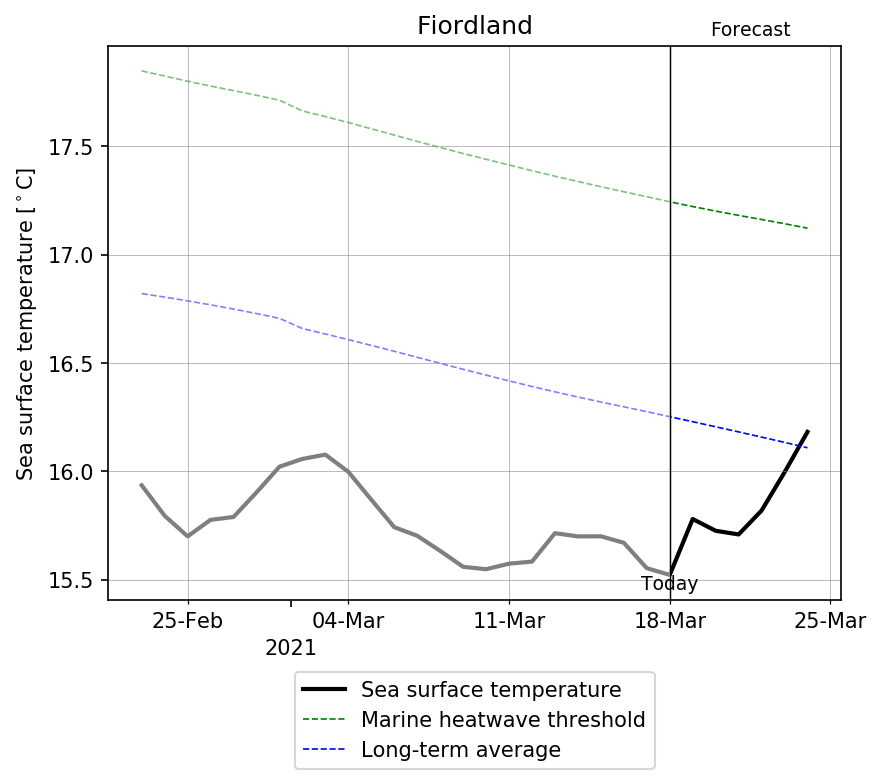 Fiordland
Forecast
Sea surface temperature [°C]
17.5
17.0
16.5
16.0
15.5
Today
25-Feb 04-Mar 11-Mar 18-Mar 25-Mar
2021
Sea surface temperature
Marine heatwave threshold
Long-term average